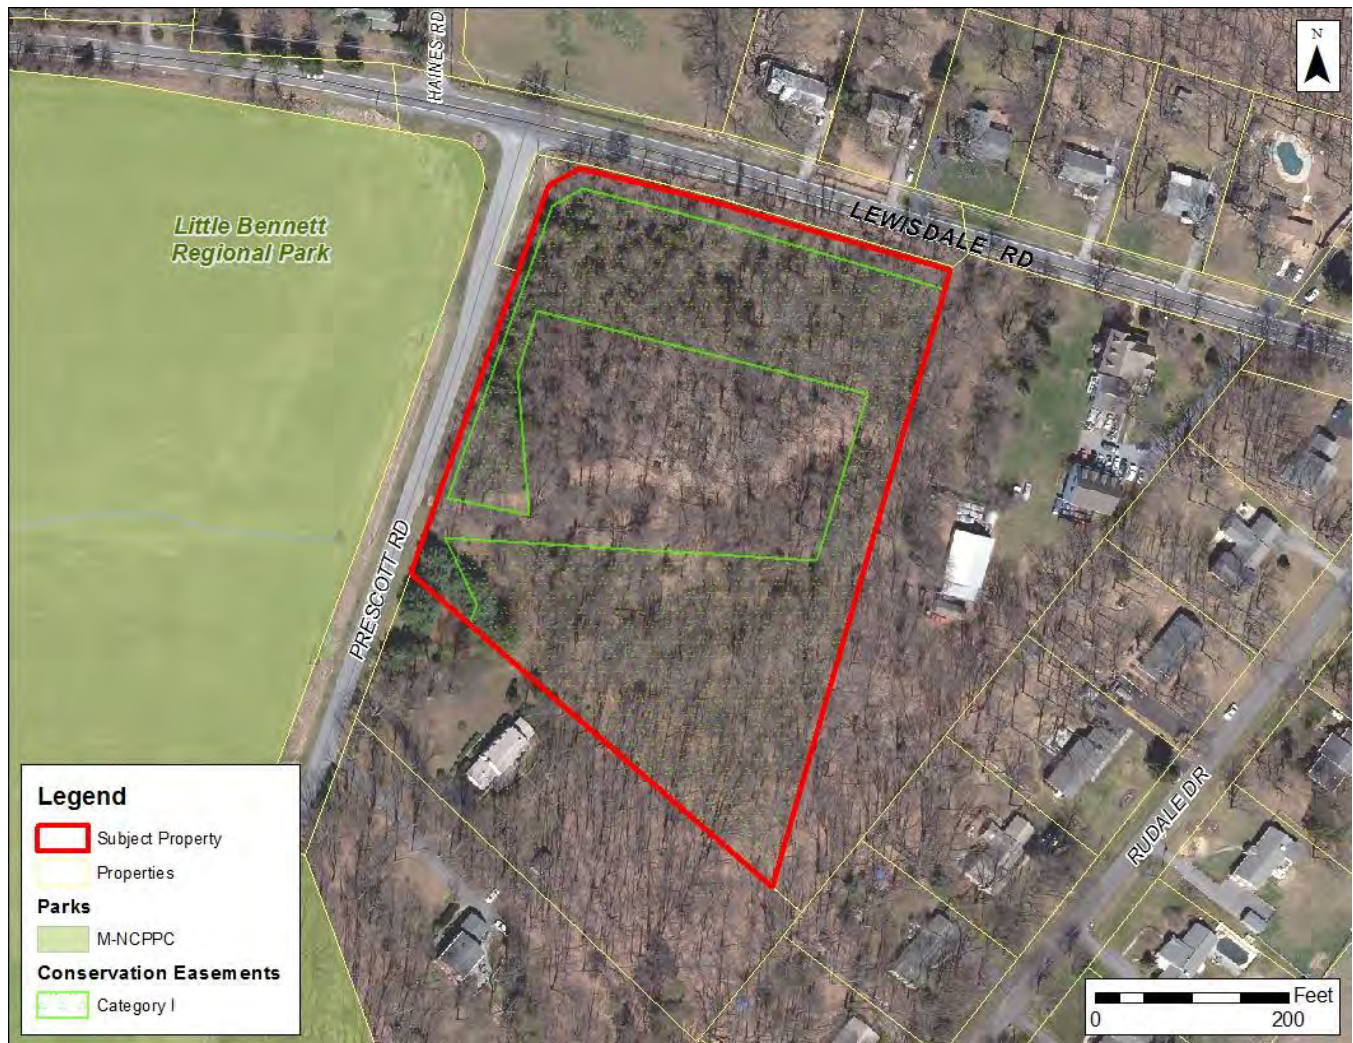 N
HAINES RD
Little Bennett
Regional Park
LEWISDALE RD
PRESCOTT RD
RUDALE DR
Legend
Subject Property
Properties
Parks
M-NCPPC
Conservation Easements
Category I
Feet
0 200